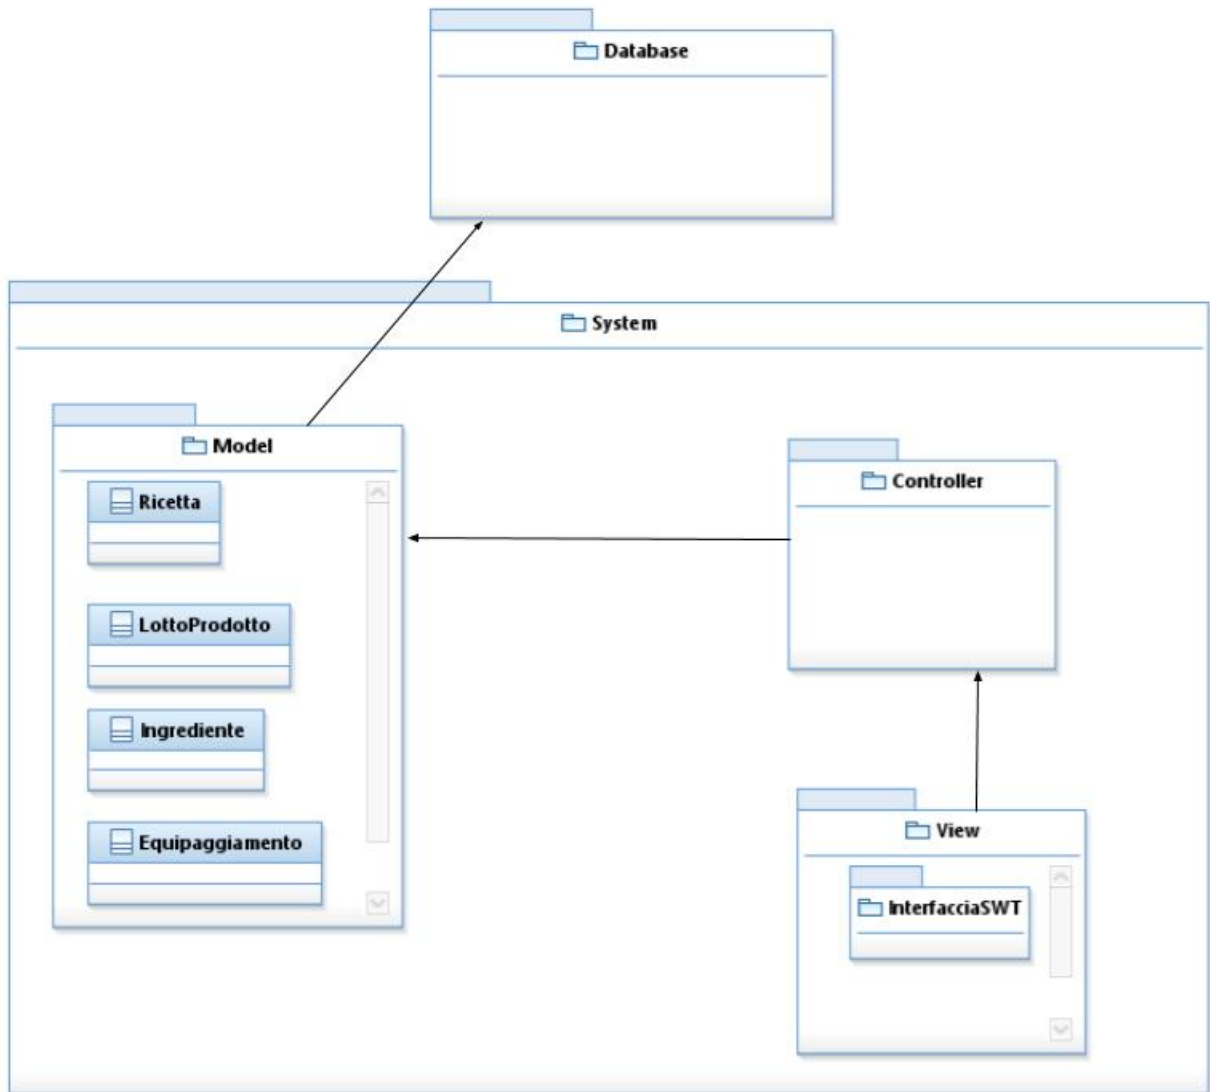 Database
System
Model
Ricetta
LottoProdotto
Ingrediente
Equipaggiamento
Controller
View
InterfacciaSWT